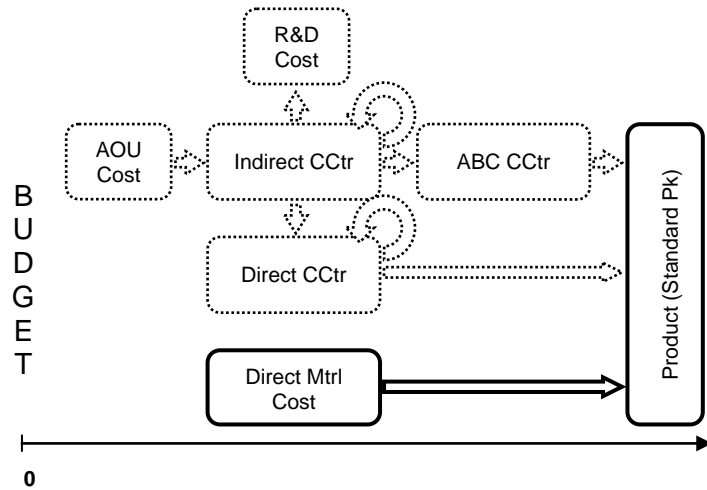 R&D
Cost
AOU
Cost
Indirect CCtr
ABC CCtr
Direct CCtr
Direct Mtrl
Cost
Product (Standard Pk)
B
U
D
G
E
T
0